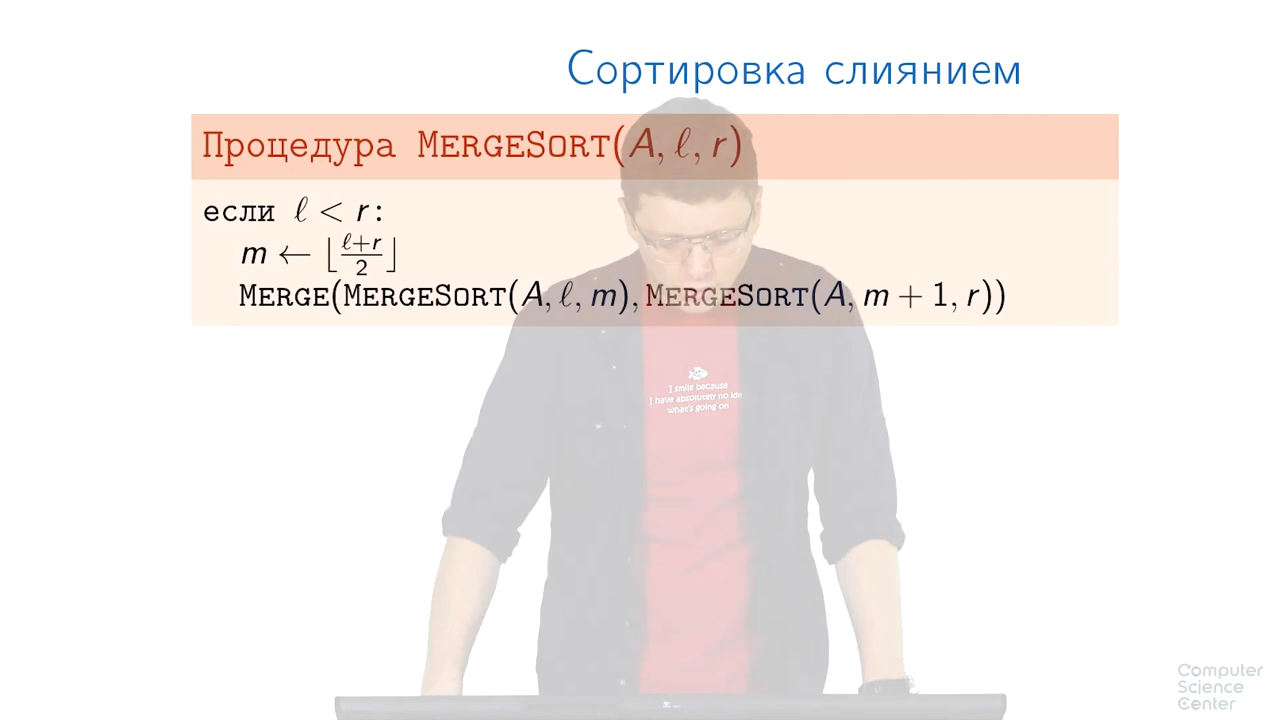 Сортировка слиянием
Процедура MERGESORT(A, ℓ, r)
если ℓ < r:
m ← ⌊(ℓ+r)/2⌋
MERGE(MERGESORT(A, ℓ, m), MERGESORT(A, m + 1, r))
I smile because
I have absolutely no
what's going on
Computer
Science
Center